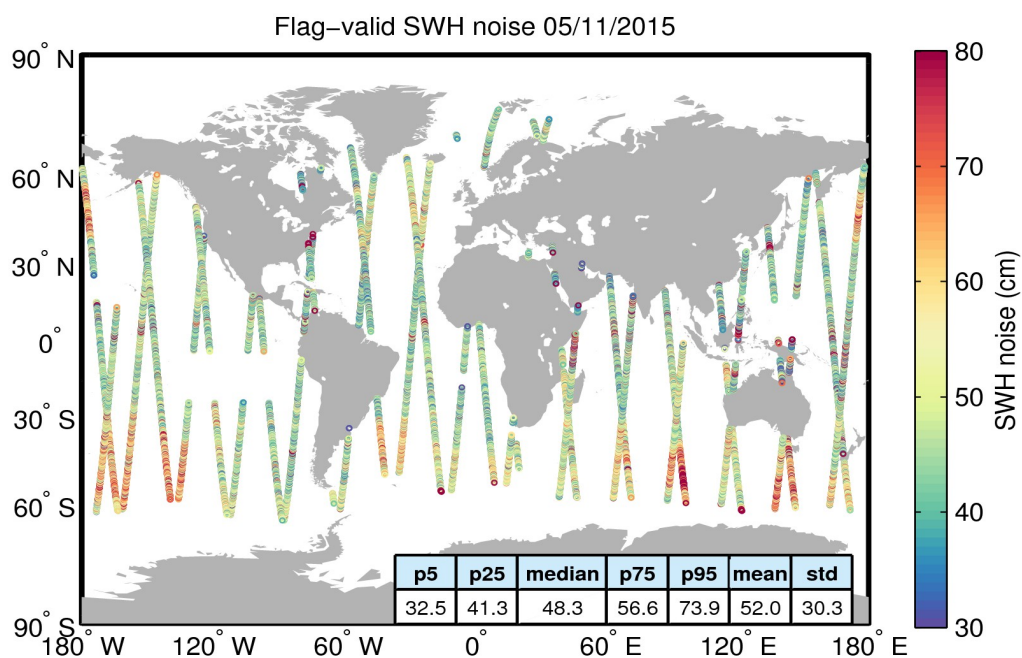 Flag−valid SWH noise 05/11/2015
90° N
60° N
30° N
0°
30° S
60° S
90° S
180° W 120° W 60° W 0° 60° E 120° E 180° E
p5 p25 median p75 p95 mean std
32.5 41.3 48.3 56.6 73.9 52.0 30.3
80
70
60
50
40
30
SWH noise (cm)